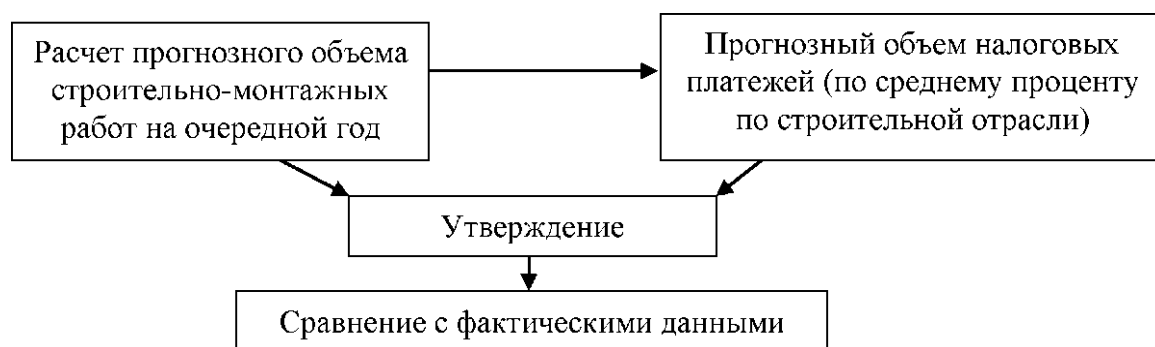 Расчет прогнозного объема
строительно-монтажных
работ на очередной год
Прогнозный объем налоговых
платежей (по среднему проценту
по строительной отрасли)
Утверждение
Сравнение с фактическими данными